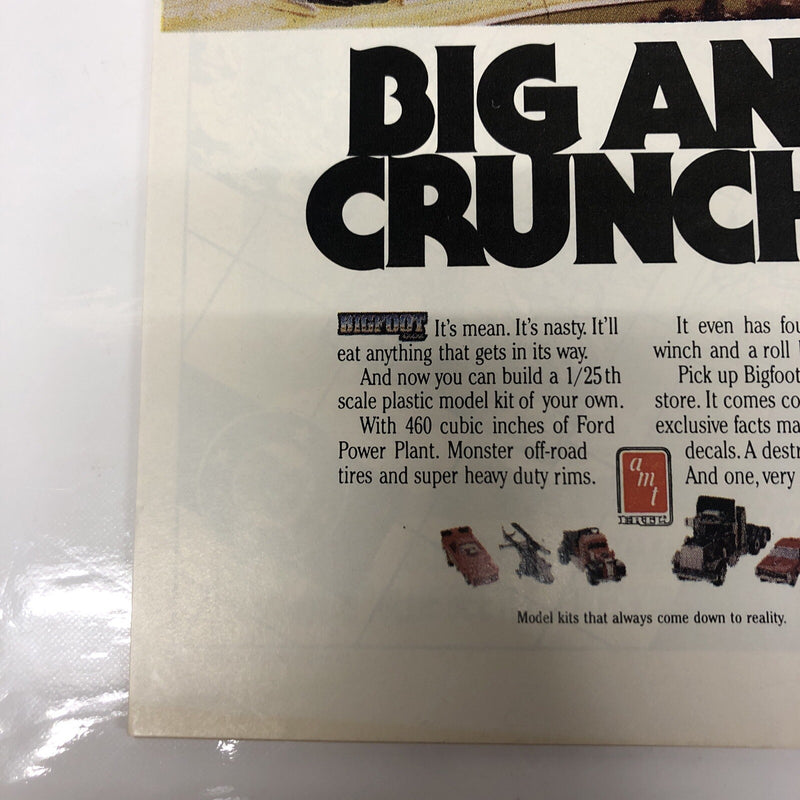 BIG AN
CRUNCH
BIGFOOT It's mean. It's nasty. It'll
eat anything that gets in its way.
And now you can build a 1/25th
scale plastic model kit of your own.
With 460 cubic inches of Ford
Power Plant. Monster off-road
tires and super heavy duty rims.
It even has fou
winch and a roll
Pick up Bigfoot
store. It comes co
exclusive facts ma
decals. A destr
And one, very
amt
ERTL
Model kits that always come down to reality.